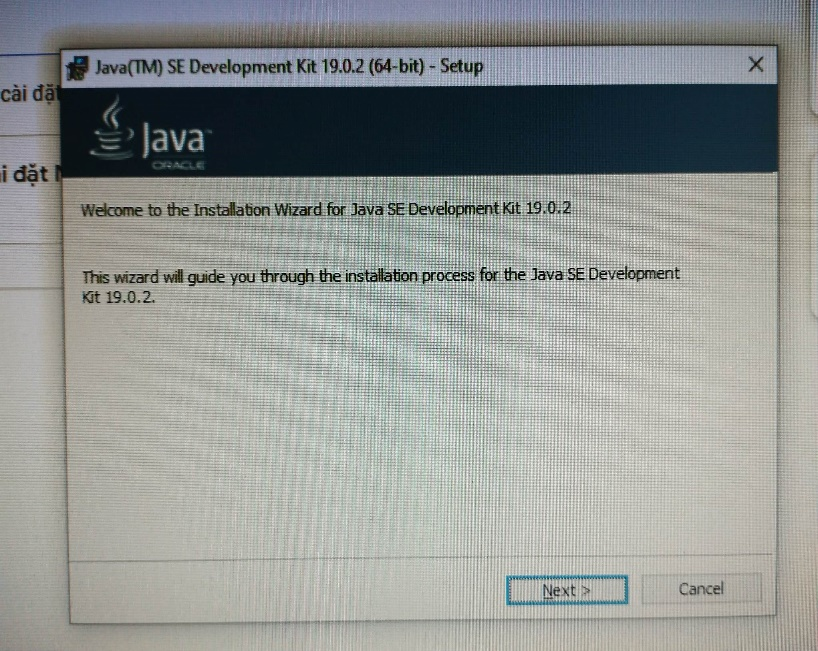 Java(TM) SE Development Kit 19.0.2 (64-bit) - Setup
cài đặt
Java™
ORACLE
i đặt
Welcome to the Installation Wizard for Java SE Development Kit 19.0.2
This wizard will guide you through the installation process for the Java SE Development
Kit 19.0.2.
Next >
Cancel